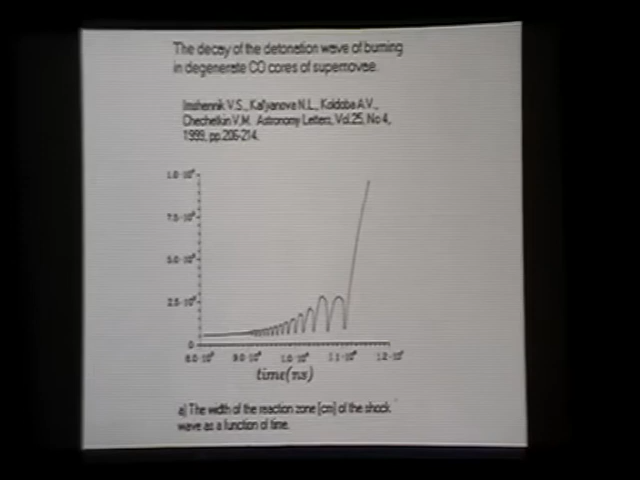 The decay of the detonation wave of burning
in degenerate CO cores of supernovae.
Imshennik V.S., Kal'yanova N.L., Koldoba A.V.,
Chechetkin V.M. Astronomy Letters, Vol.25, No 4,
1999, pp.206-214.
0
time(ns)
a) The width of the reaction zone [cm] of the shock
wave as a function of time.